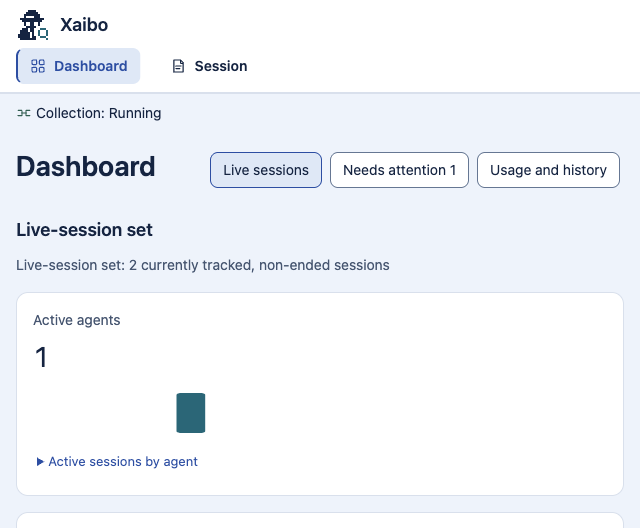 Xaibo
Dashboard
Session
Collection: Running
Dashboard
Live sessions
Needs attention 1
Usage and history
Live-session set
Live-session set: 2 currently tracked, non-ended sessions
Active agents
1
Active sessions by agent